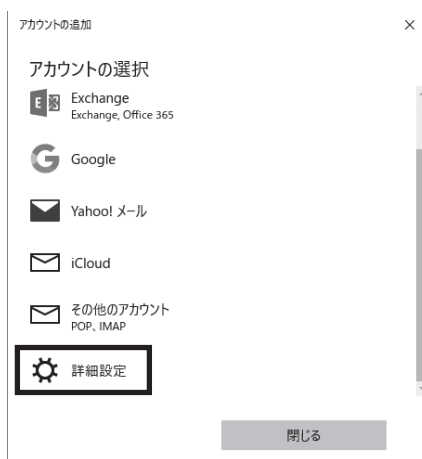 アカウントの追加
アカウントの選択
Exchange
Exchange, Office 365
Google
Yahoo! メール
iCloud
その他のアカウント
POP、IMAP
詳細設定
閉じる